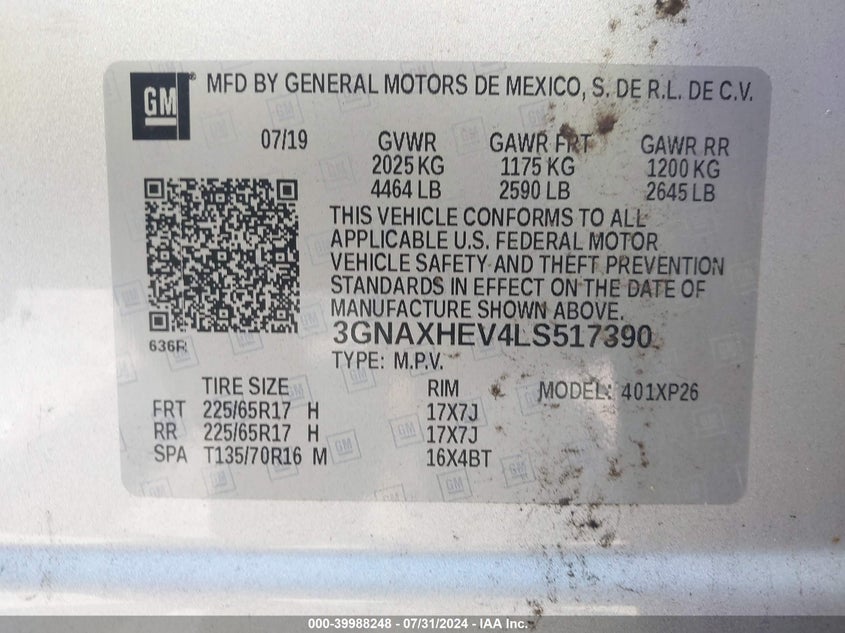 GM
MFD BY GENERAL MOTORS DE MEXICO, S. DE R.L. DE C.V.
07/19 GVWR GAWR FRT GAWR RR
2025 KG 1175 KG 1200 KG
4464 LB 2590 LB 2645 LB
THIS VEHICLE CONFORMS TO ALL
APPLICABLE U.S. FEDERAL MOTOR
VEHICLE SAFETY AND THEFT PREVENTION
STANDARDS IN EFFECT ON THE DATE OF
MANUFACTURE SHOWN ABOVE.
3GNAXHEV4LS517390
636R
TYPE: M.P.V.
TIRE SIZE RIM MODEL: 401XP26
FRT 225/65R17 H 17X7J
RR 225/65R17 H 17X7J
SPA T135/70R16 M 16X4BT
000-39988248 - 07/31/2024 - IAA Inc.